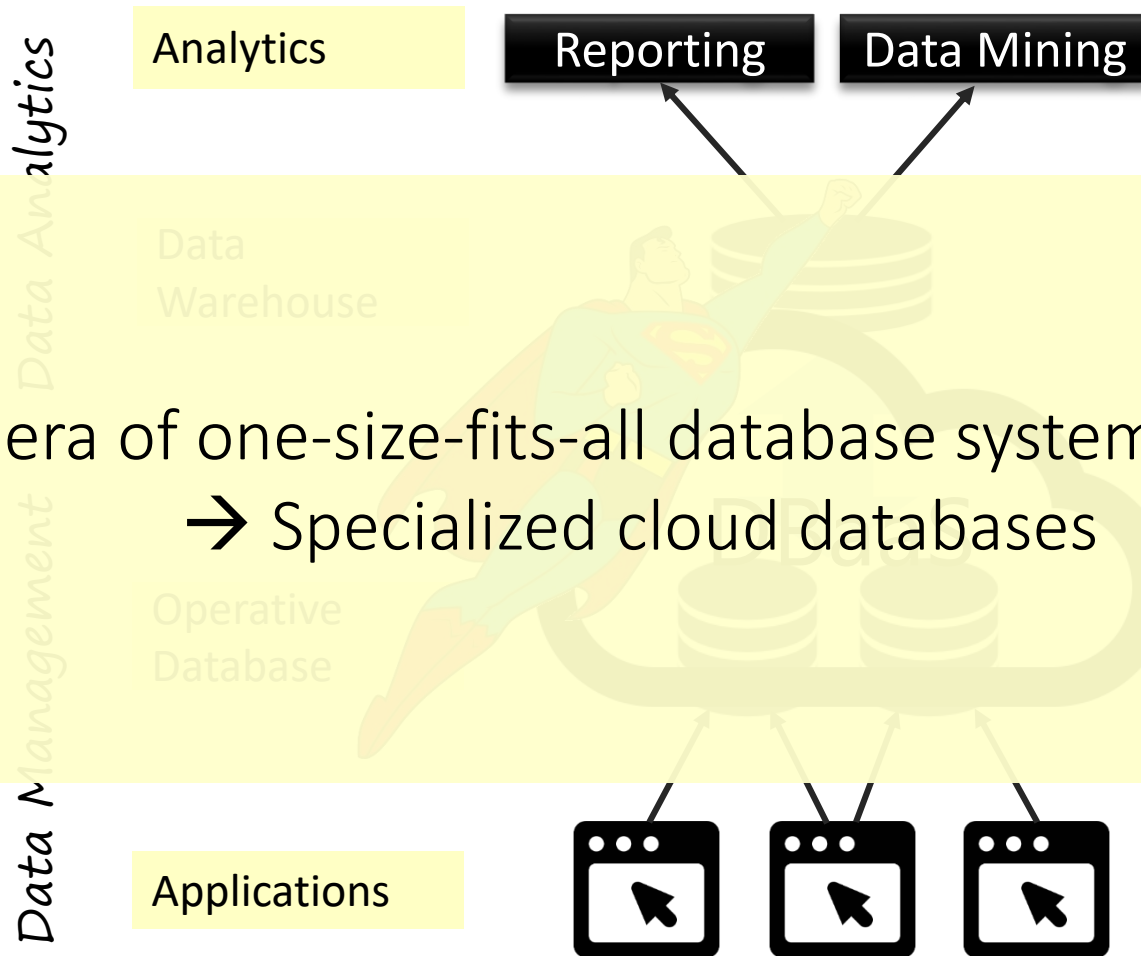 Analytics
Reporting
Data Mining
Data Analytics
Data
Warehouse
era of one-size-fits-all database system
→ Specialized cloud databases
DBaaS
Data Management
Operative
Database
Applications